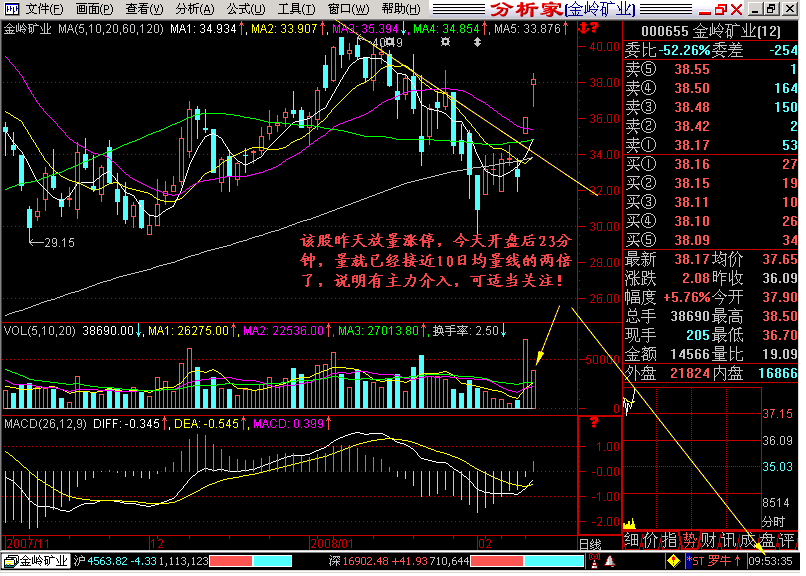 文件(F) 画面(P) 查看(V) 分析(A) 公式(U) 工具(T) 窗口(W) 帮助(H) 分析家 [金岭矿业]
金岭矿业 MA(5,10,20,60,120) MA1: 34.934↑, MA2: 33.907↑, MA3: 35.394↓, MA4: 34.854↑, MA5: 33.876↑
000655 金岭矿业(12)
委比 -52.26% 委差 -254
卖⑤ 38.55 1
卖④ 38.50 164
卖③ 38.48 150
卖② 38.42 2
卖① 38.17 53
买① 38.16 27
买② 38.15 19
买③ 38.11 10
买④ 38.10 26
买⑤ 38.09 34
最新 38.17 均价 37.65
涨跌 2.08 昨收 36.09
幅度 +5.76% 今开 37.90
总手 38690 最高 38.50
现手 205 最低 36.70
金额 14566 量比 19.09
外盘 21824 内盘 16866
40.00
38.00
36.00
34.00
32.00
30.00
28.00
26.00
29.15
该股昨天放量涨停，今天开盘后23分
钟，量就已经接近10日均量线的两倍
了，说明有主力介入，可适当关注！
VOL(5,10,20) 38690.00↓, MA1: 26275.00↑, MA2: 22536.00↑, MA3: 27013.80↑, 换手率: 2.50↓
50000
0
MACD(26,12,9) DIFF: -0.345↑, DEA: -0.545↑, MACD: 0.399↑
?
1.00
-0.00
-1.00
-2.00
37.15
36.09
35.03
8514
分时
2007/11 12 2008/01 02 日线
细 价 指 势 财 讯 成 盘 评
金岭矿业 沪 4563.82 -4.33 1,113,123 深 16902.48 +41.93 710,644 *ST 罗牛↑ 09:53:35